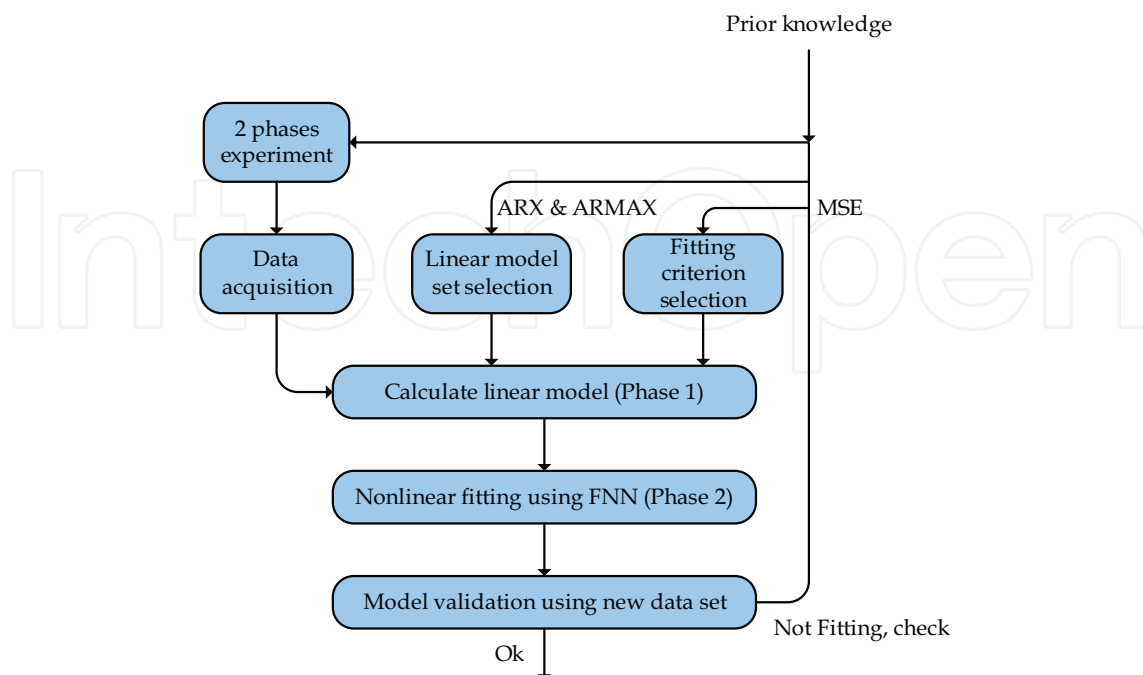 Prior knowledge
2 phases
experiment
ARX & ARMAX
MSE
Data
acquisition
Linear model
set selection
Fitting
criterion
selection
IntechOpen
Calculate linear model (Phase 1)
Nonlinear fitting using FNN (Phase 2)
Model validation using new data set
Not Fitting, check
Ok